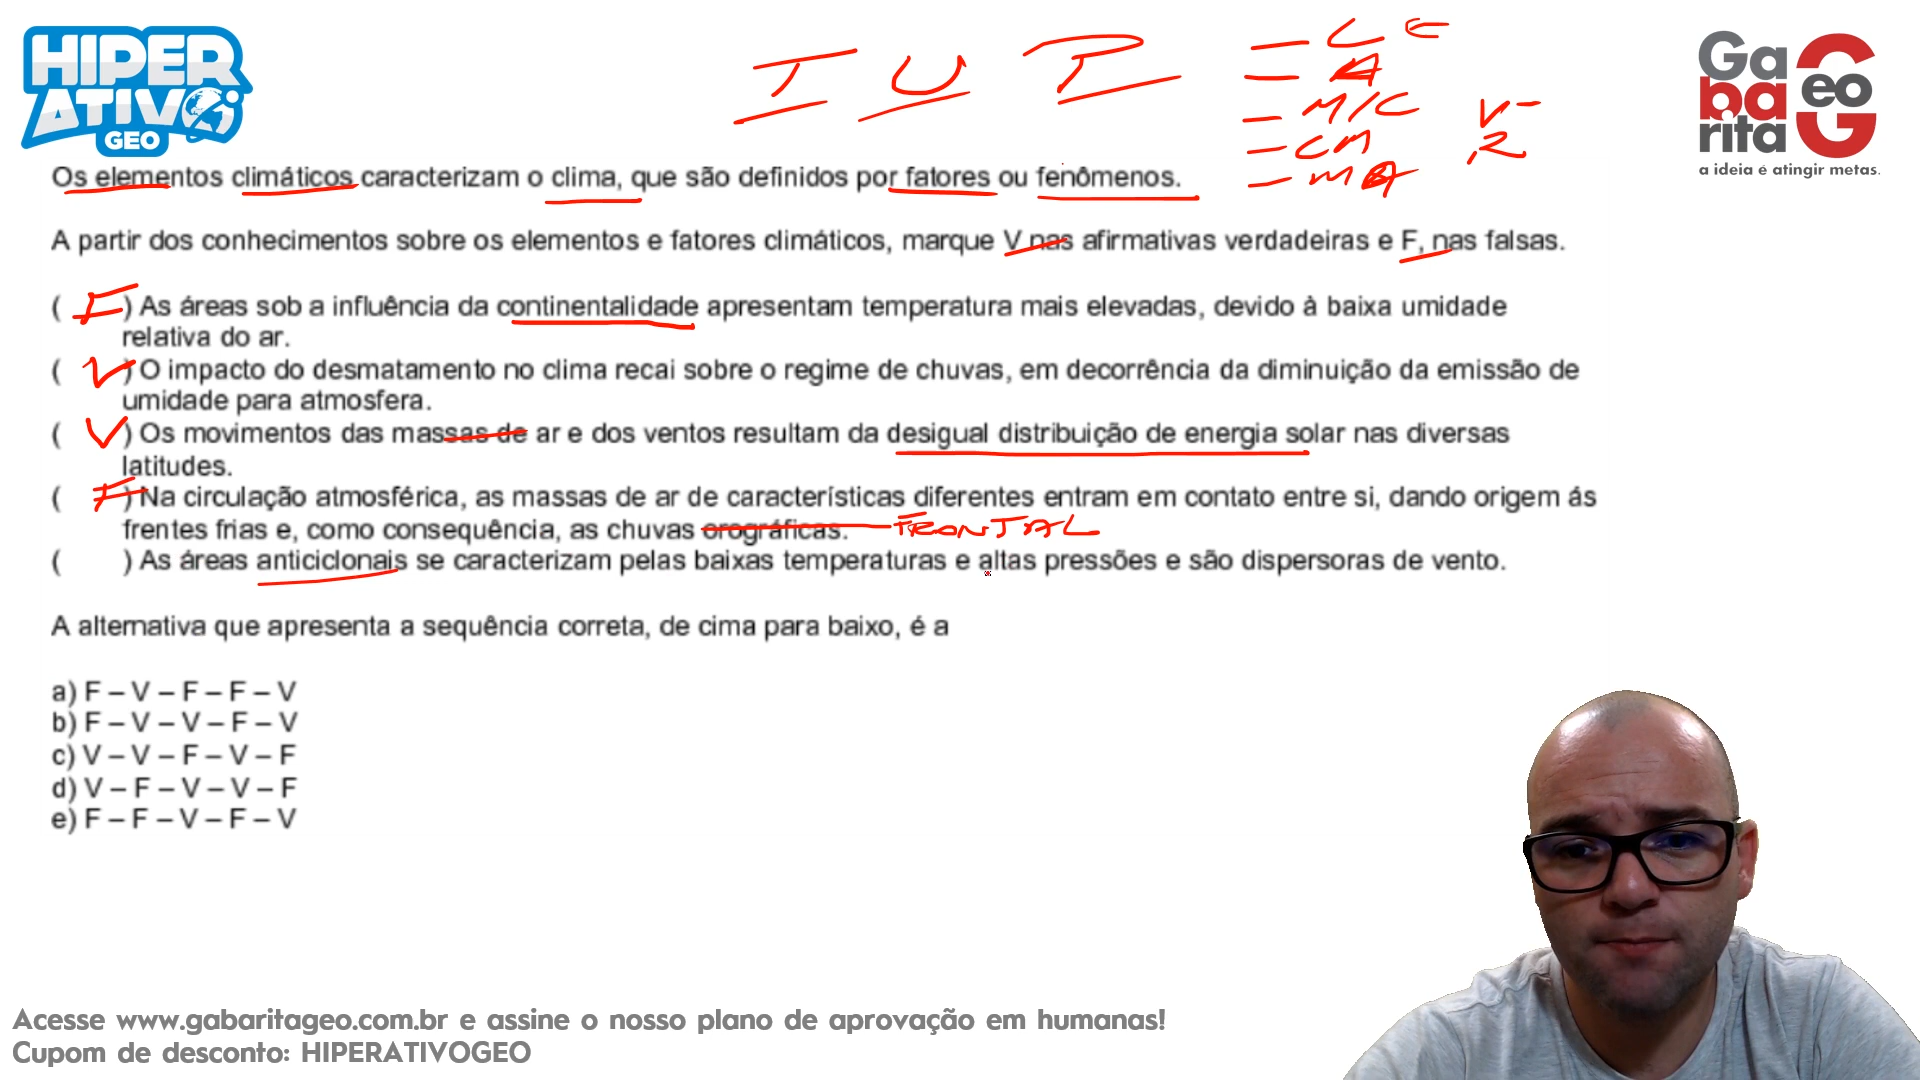 HIPER
ATIVO
GEO
T U P
- L
- A
- M/C
- CM
- MA
V
Gabarita GeoG
a ideia é atingir metas.
Os elementos climáticos caracterizam o clima, que são definidos por fatores ou fenômenos.
A partir dos conhecimentos sobre os elementos e fatores climáticos, marque V nas afirmativas verdadeiras e F, nas falsas.
( F ) As áreas sob a influência da continentalidade apresentam temperatura mais elevadas, devido à baixa umidade
relativa do ar.
( V ) O impacto do desmatamento no clima recai sobre o regime de chuvas, em decorrência da diminuição da emissão de
umidade para atmosfera.
( V ) Os movimentos das massas de ar e dos ventos resultam da desigual distribuição de energia solar nas diversas
latitudes.
( F ) Na circulação atmosférica, as massas de ar de características diferentes entram em contato entre si, dando origem ás
frentes frias e, como consequência, as chuvas orográficas. FRONTAL
( ) As áreas anticiclonais se caracterizam pelas baixas temperaturas e altas pressões e são dispersoras de vento.
A alternativa que apresenta a sequência correta, de cima para baixo, é a
a) F – V – F – F – V
b) F – V – V – F – V
c) V – V – F – V – F
d) V – F – V – V – F
e) F – F – V – F – V
Acesse www.gabaritageo.com.br e assine o nosso plano de aprovação em humanas!
Cupom de desconto: HIPERATIVOGEO